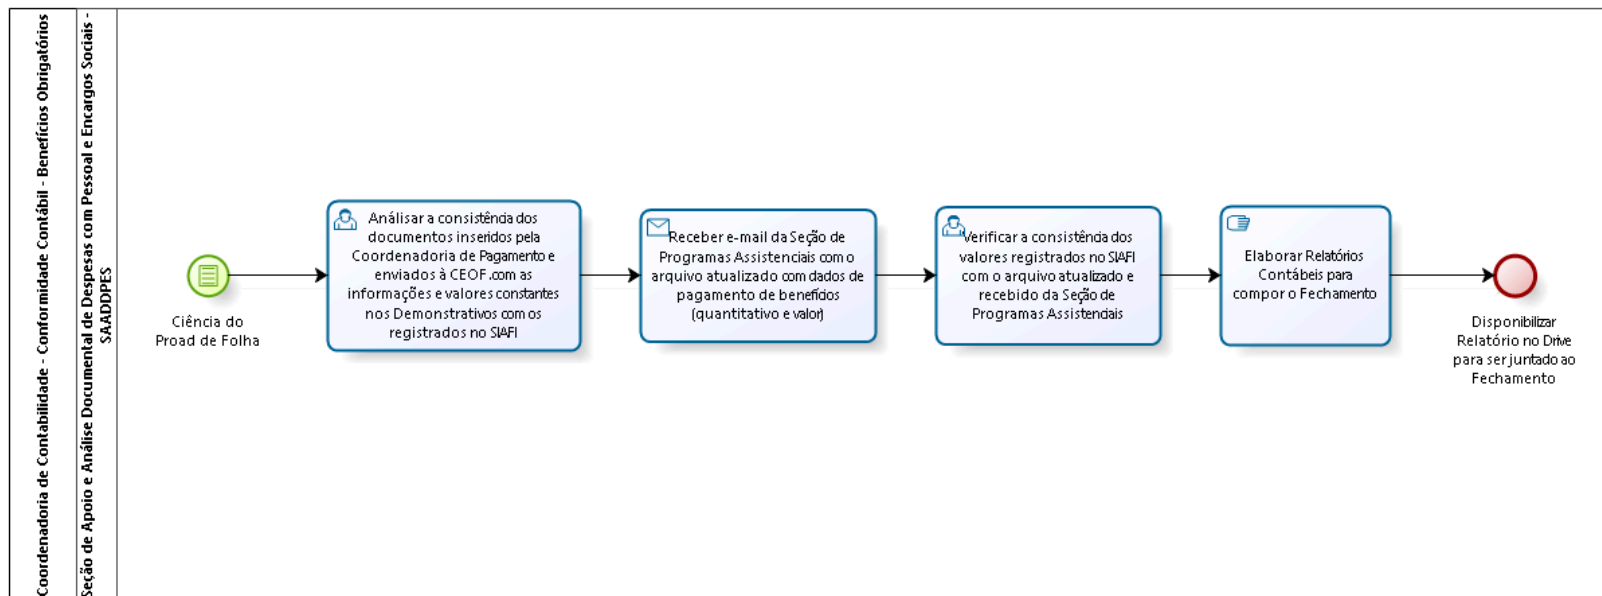 Coordenadoria de Contabilidade - Conformidade Contábil - Benefícios Obrigatórios
Seção de Apoio e Análise Documental de Despesas com Pessoal e Encargos Sociais -
SAADDPES
Ciência do
Proad de Folha
Análisar a consistência dos
documentos inseridos pela
Coordenadoria de Pagamento e
enviados à CEOF.com as
informações e valores constantes
nos Demonstrativos com os
registrados no SIAFI
Receber e-mail da Seção de
Programas Assistenciais com o
arquivo atualizado com dados de
pagamento de benefícios
(quantitativo e valor)
Verificar a consistência dos
valores registrados no SIAFI
com o arquivo atualizado e
recebido da Seção de
Programas Assistenciais
Elaborar Relatórios
Contábeis para
compor o Fechamento
Disponibilizar
Relatório no Drive
para ser juntado ao
Fechamento